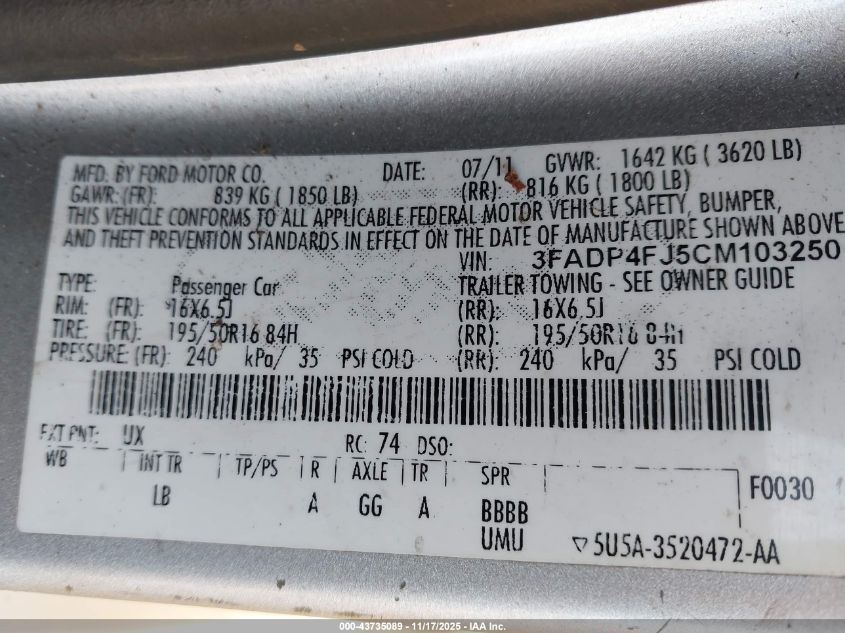 MFD. BY FORD MOTOR CO. DATE: 07/11 GVWR: 1642 KG ( 3620 LB)
GAWR: (FR): 839 KG ( 1850 LB) (RR): 816 KG ( 1800 LB)
THIS VEHICLE CONFORMS TO ALL APPLICABLE FEDERAL MOTOR VEHICLE SAFETY, BUMPER,
AND THEFT PREVENTION STANDARDS IN EFFECT ON THE DATE OF MANUFACTURE SHOWN ABOVE
VIN: 3FADP4FJ5CM103250
TYPE: Passenger Car TRAILER TOWING - SEE OWNER GUIDE
RIM: (FR): 16X6.5J (RR): 16X6.5J
TIRE: (FR): 195/50R16 84H (RR): 195/50R16 84H
PRESSURE: (FR): 240 kPa/ 35 PSI COLD (RR): 240 kPa/ 35 PSI COLD
EXT PNT: UX RC: 74 DSO:
WB INT TR TP/PS R AXLE TR SPR F0030
LB A GG A BBBB
UMU ▽5U5A-3520472-AA
000-43735089 - 11/17/2025 - IAA Inc.